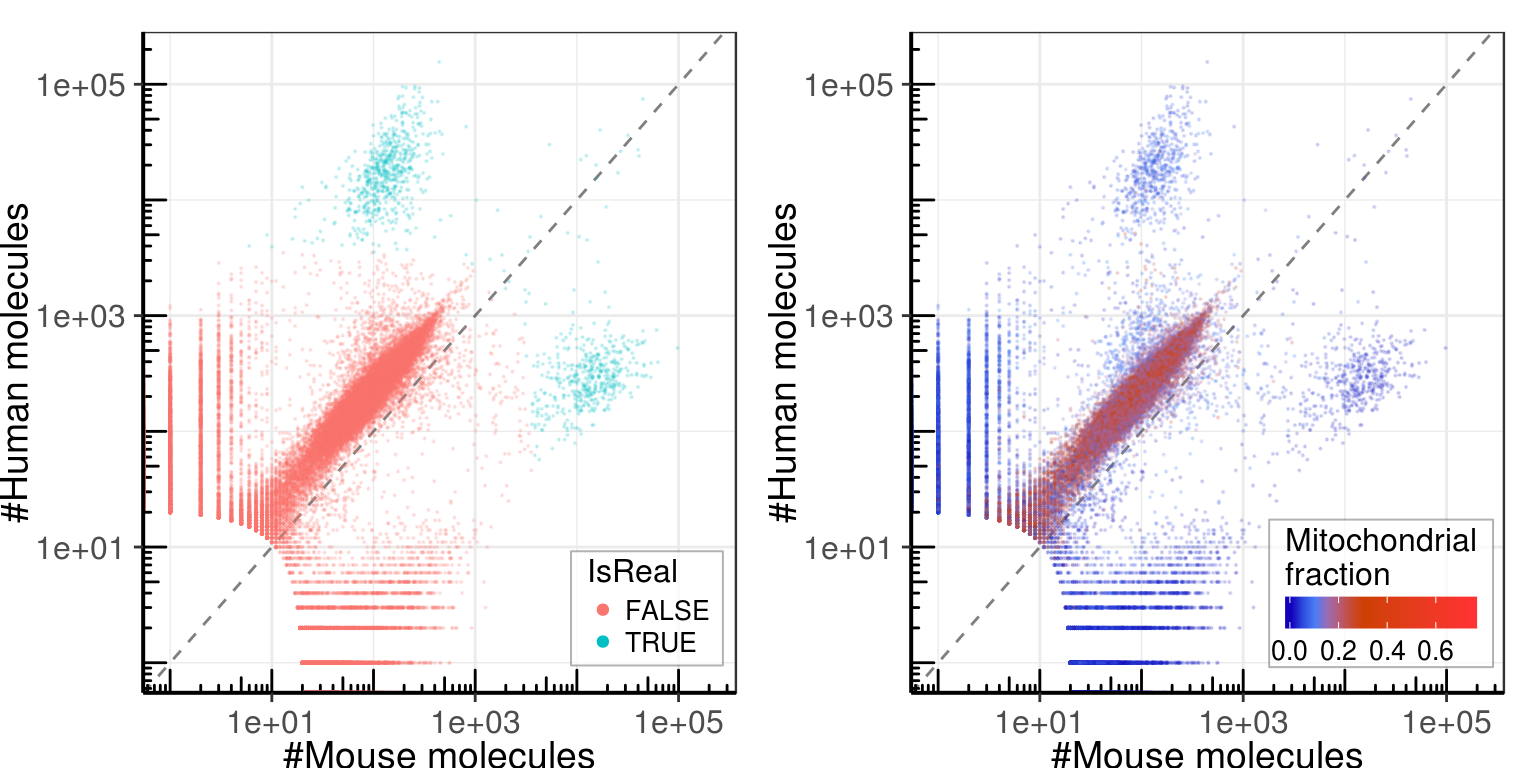 1e+05
1e+03
1e+01
#Human molecules
1e+01
1e+03
1e+05
#Mouse molecules
IsReal
FALSE
TRUE
1e+05
1e+03
1e+01
#Human molecules
1e+01
1e+03
1e+05
#Mouse molecules
Mitochondrial
fraction
0.0 0.2 0.4 0.6